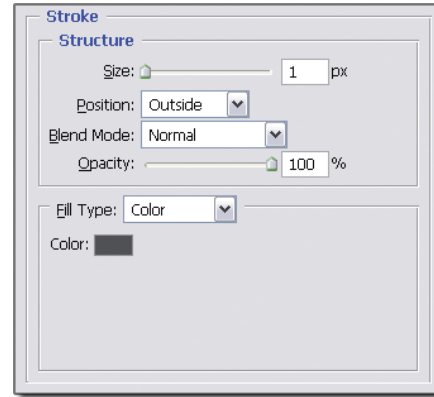 Stroke
Structure
Size: 1 px
Position: Outside
Blend Mode: Normal
Opacity: 100 %
Fill Type: Color
Color: